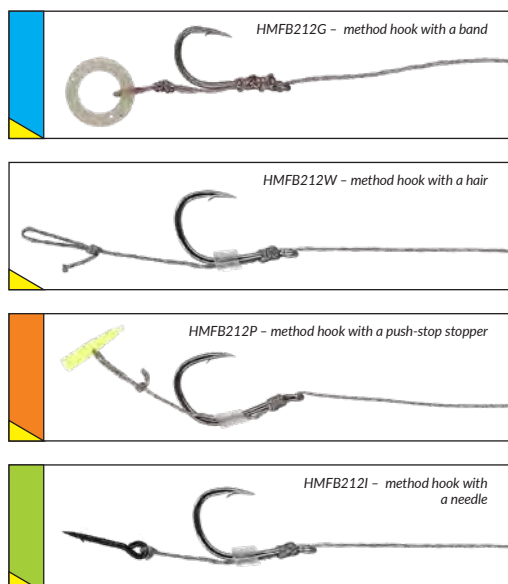 HMFB212G – method hook with a band
HMFB212W – method hook with a hair
HMFB212P – method hook with a push-stop stopper
HMFB212I – method hook with
a needle